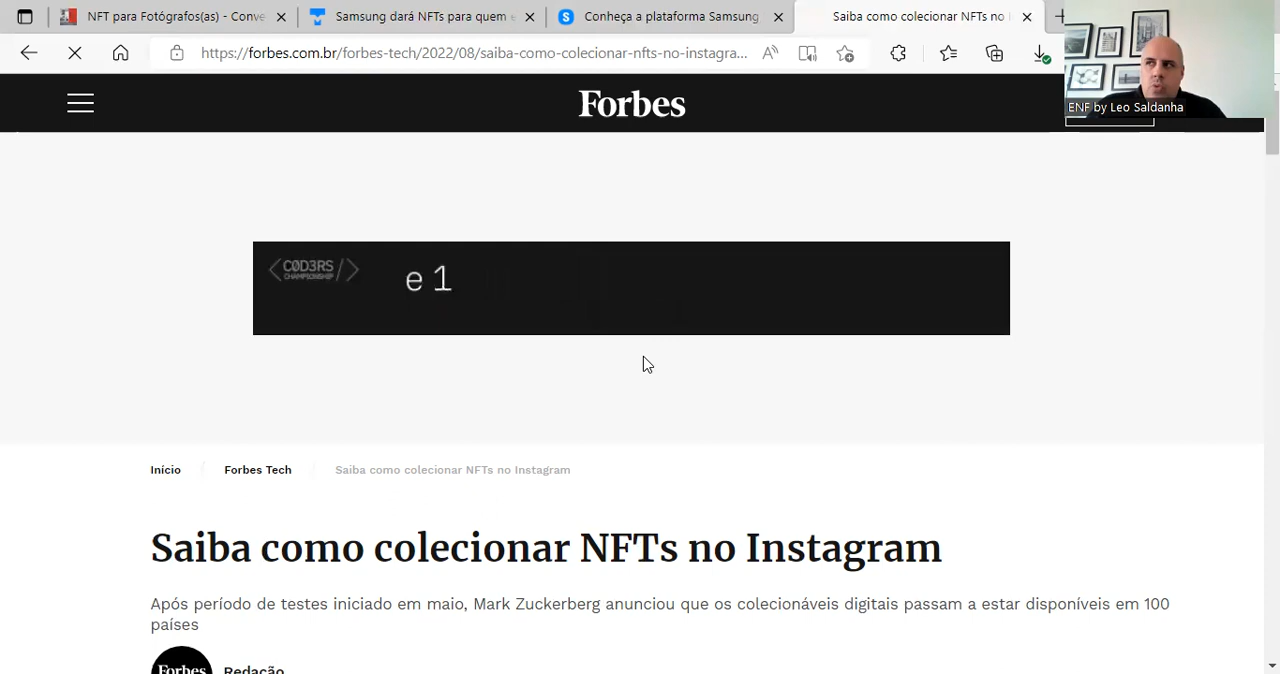 NFT para Fotógrafos(as) - Conve
Samsung dará NFTs para quem e
Conheça a plataforma Samsung
Saiba como colecionar NFTs no I
https://forbes.com.br/forbes-tech/2022/08/saiba-como-colecionar-nfts-no-instagra...
ENF by Leo Saldanha
Forbes
<C0D3RS/>
CHAMPIONSHIP
e 1
Início
Forbes Tech
Saiba como colecionar NFTs no Instagram
Saiba como colecionar NFTs no Instagram
Após período de testes iniciado em maio, Mark Zuckerberg anunciou que os colecionáveis digitais passam a estar disponíveis em 100
países
Forbes
Redação